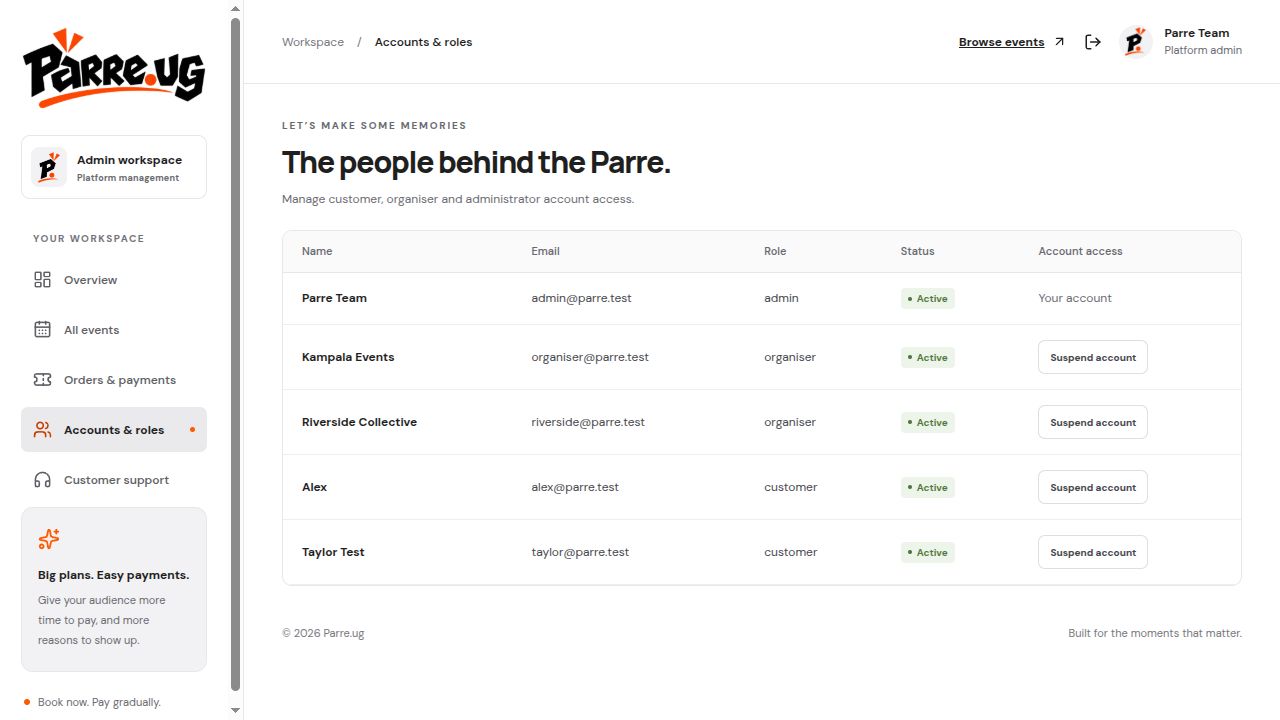 Parre.ug
Admin workspace
Platform management
YOUR WORKSPACE
Overview
All events
Orders & payments
Accounts & roles
Customer support
Big plans. Easy payments.
Give your audience more
time to pay, and more
reasons to show up.
Book now. Pay gradually.
Workspace / Accounts & roles
Browse events
Parre Team
Platform admin
LET'S MAKE SOME MEMORIES
The people behind the Parre.
Manage customer, organiser and administrator account access.
Name Email Role Status Account access
Parre Team admin@parre.test admin Active Your account
Kampala Events organiser@parre.test organiser Active Suspend account
Riverside Collective riverside@parre.test organiser Active Suspend account
Alex alex@parre.test customer Active Suspend account
Taylor Test taylor@parre.test customer Active Suspend account
© 2026 Parre.ug Built for the moments that matter.